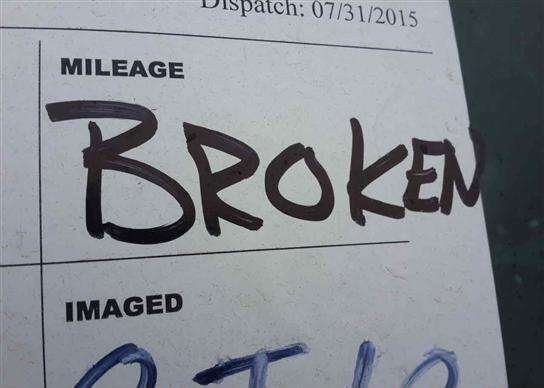 Dispatch: 07/31/2015
MILEAGE
BROKEN
IMAGED